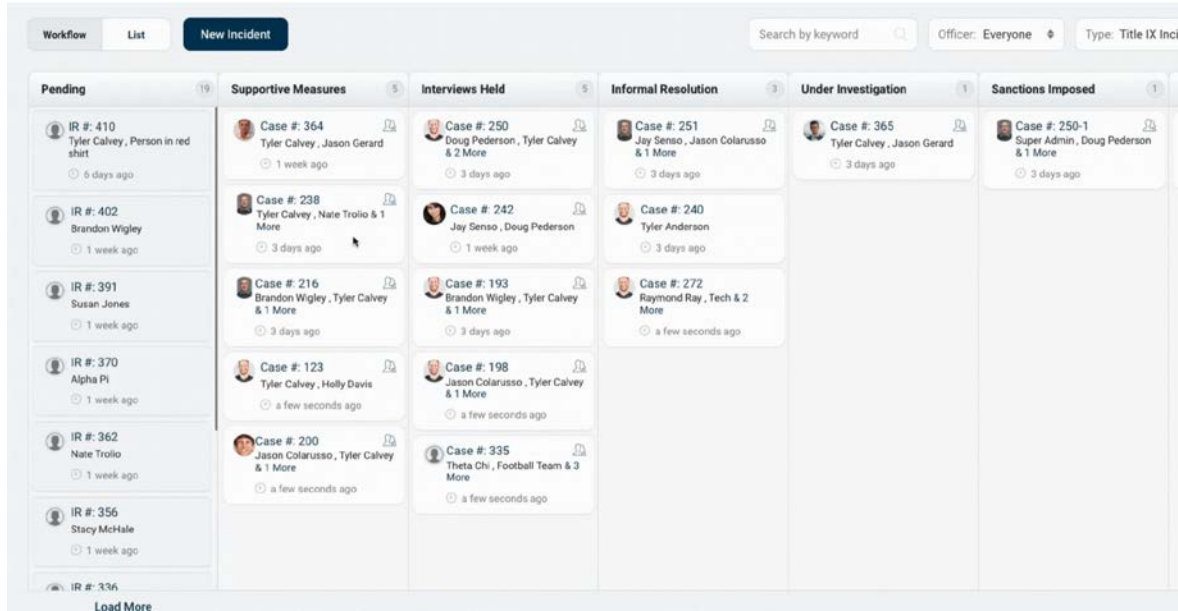 Workflow
List
New Incident
Search by keyword
Officer: Everyone
Type: Title IX Inci
Pending 19
IR #: 410
Tyler Calvey , Person in red
shirt
6 days ago
IR #: 402
Brandon Wigley
1 week ago
IR #: 391
Susan Jones
1 week ago
IR #: 370
Alpha Pi
1 week ago
IR #: 362
Nate Trolio
1 week ago
IR #: 356
Stacy McHale
1 week ago
IR #: 336
Load More
Supportive Measures 5
Case #: 364
Tyler Calvey , Jason Gerard
1 week ago
Case #: 238
Tyler Calvey , Nate Trolio & 1
More
3 days ago
Case #: 216
Brandon Wigley , Tyler Calvey
& 1 More
3 days ago
Case #: 123
Tyler Calvey , Holly Davis
a few seconds ago
Case #: 200
Jason Colarusso , Tyler Calvey
& 1 More
a few seconds ago
Interviews Held 5
Case #: 250
Doug Pederson , Tyler Calvey
& 2 More
3 days ago
Case #: 242
Jay Senso , Doug Pederson
1 week ago
Case #: 193
Brandon Wigley , Tyler Calvey
& 1 More
3 days ago
Case #: 198
Jason Colarusso , Tyler Calvey
& 1 More
a few seconds ago
Case #: 335
Theta Chi , Football Team & 3
More
a few seconds ago
Informal Resolution 3
Case #: 251
Jay Senso , Jason Colarusso
& 1 More
3 days ago
Case #: 240
Tyler Anderson
3 days ago
Case #: 272
Raymond Ray , Tech & 2
More
a few seconds ago
Under Investigation 1
Case #: 365
Tyler Calvey , Jason Gerard
3 days ago
Sanctions Imposed 1
Case #: 250-1
Super Admin , Doug Pederson
& 1 More
3 days ago